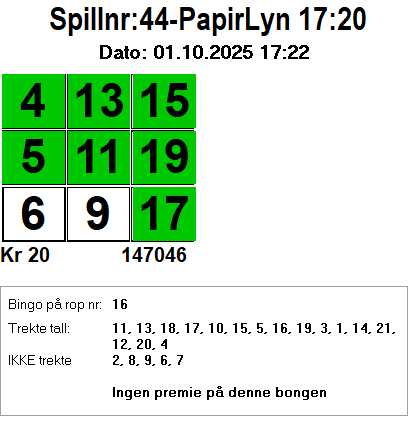 Spillnr:44-PapirLyn 17:20
Dato: 01.10.2025 17:22
4 13 15
5 11 19
6 9 17
Kr 20 147046
Bingo på rop nr: 16
Trekte tall: 11, 13, 18, 17, 10, 15, 5, 16, 19, 3, 1, 14, 21,
12, 20, 4
IKKE trekte 2, 8, 9, 6, 7
Ingen premie på denne bongen